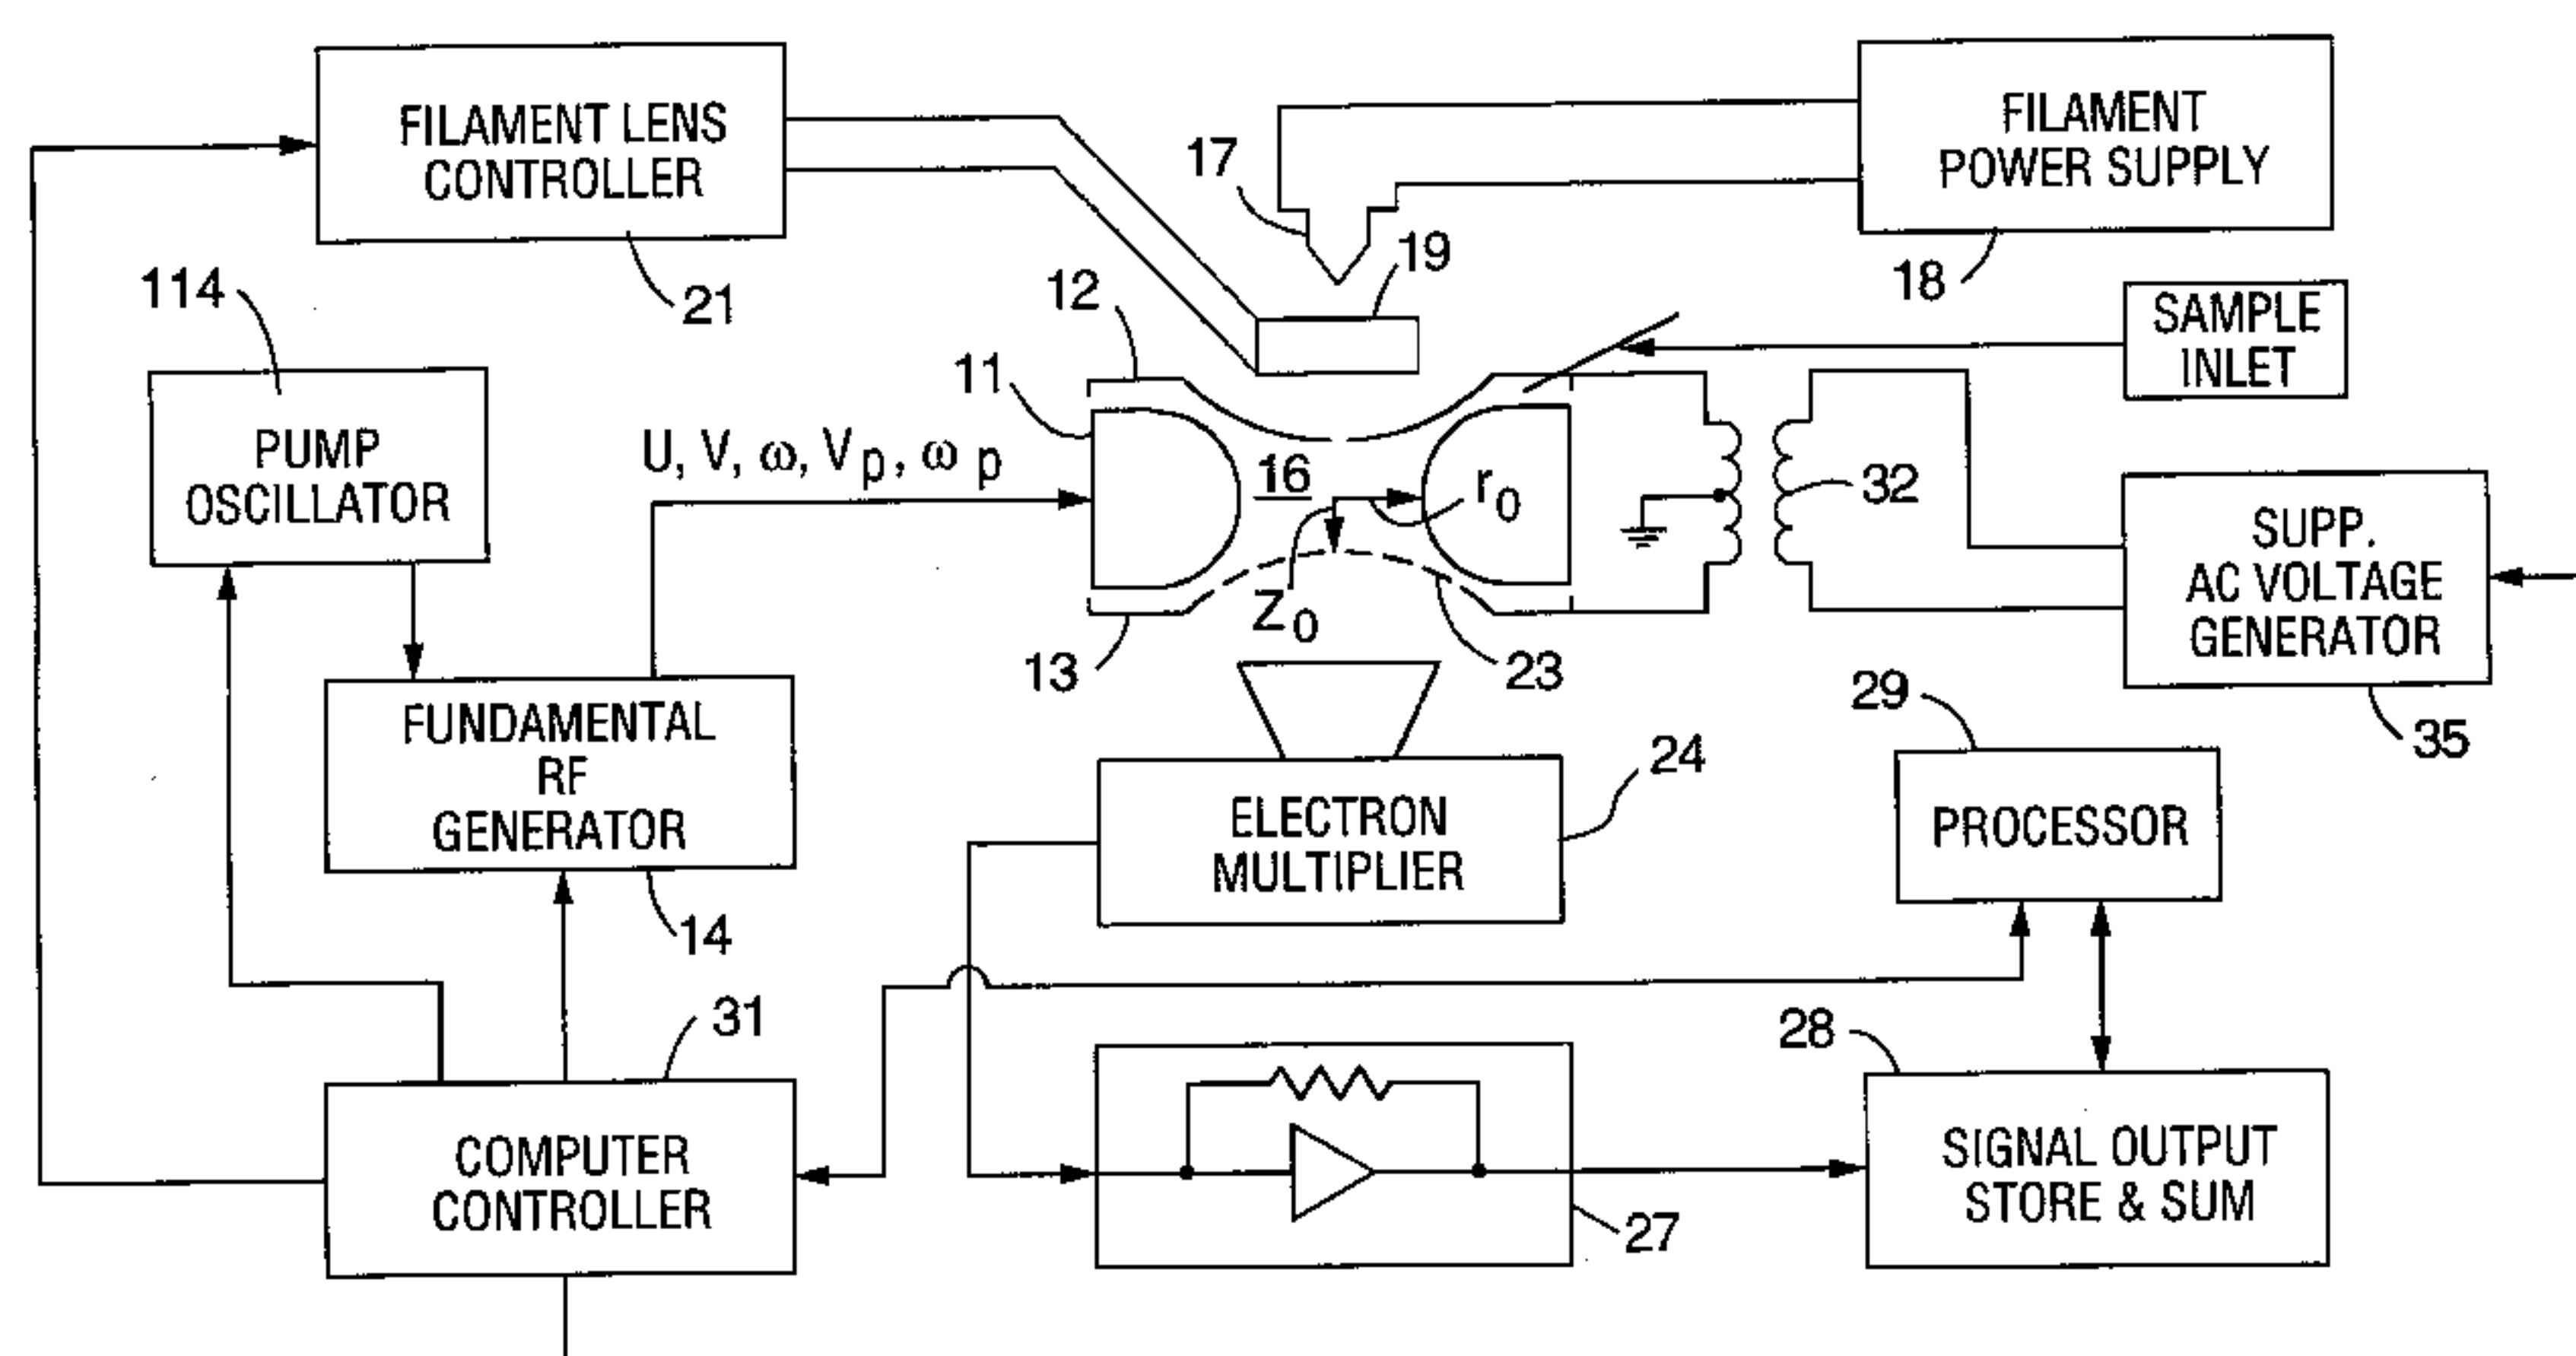 FILAMENT LENS
CONTROLLER
21
17
FILAMENT
POWER SUPPLY
18
19
SAMPLE
INLET
114
PUMP
OSCILLATOR
12
11
U, V, ω, Vp, ωp
16
r0
Z0
32
13
23
SUPP.
AC VOLTAGE
GENERATOR
35
FUNDAMENTAL
RF
GENERATOR
14
ELECTRON
MULTIPLIER
24
29
PROCESSOR
31
COMPUTER
CONTROLLER
27
28
SIGNAL OUTPUT
STORE & SUM